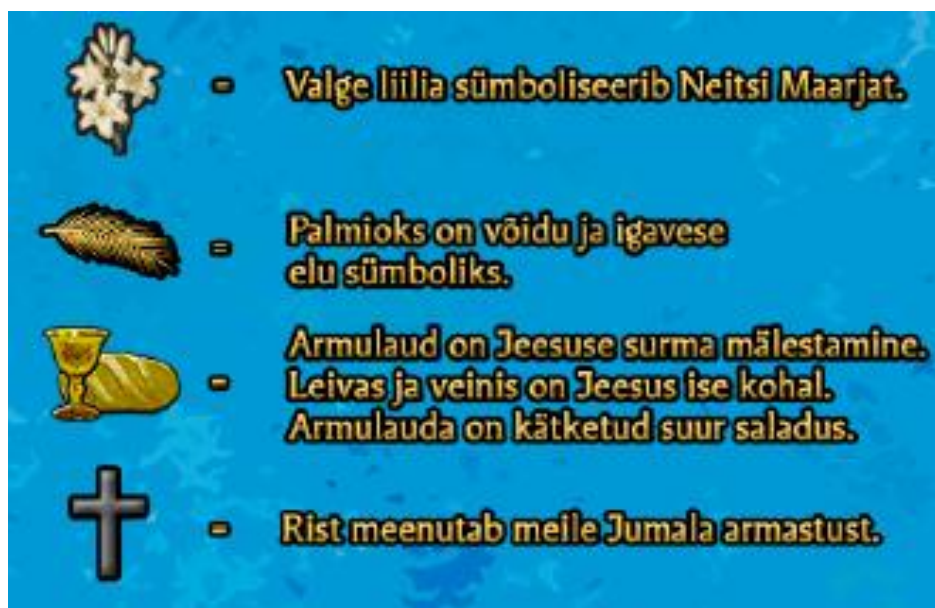 - Valge liilia sümboliseerib Neitsi Maarjat.
- Palmioks on võidu ja igavese
elu sümboliks.
- Armulaud on Jeesuse surma mälestamine.
Leivas ja veinis on Jeesus ise kohal.
Armulauda on kätketud suur saladus.
- Rist meenutab meile Jumala armastust.